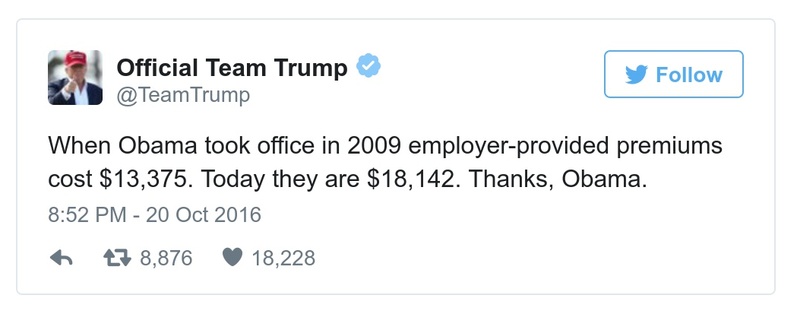 Official Team Trump
@TeamTrump
Follow
When Obama took office in 2009 employer-provided premiums
cost $13,375. Today they are $18,142. Thanks, Obama.
8:52 PM - 20 Oct 2016
8,876 18,228